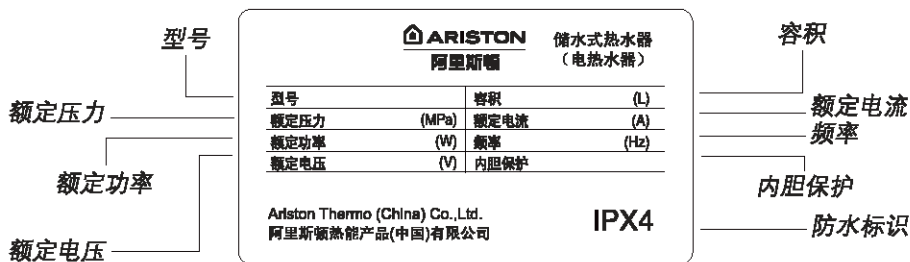 型号
容积
ARISTON
阿里斯顿
储水式热水器
（电热水器）
额定压力
额定电流
型号 容积 (L)
额定压力 (MPa) 额定电流 (A)
额定功率 (W) 频率 (Hz)
额定电压 (V) 内胆保护
频率
额定功率
内胆保护
Ariston Thermo (China) Co.,Ltd.
阿里斯顿热能产品(中国)有限公司
IPX4
防水标识
额定电压